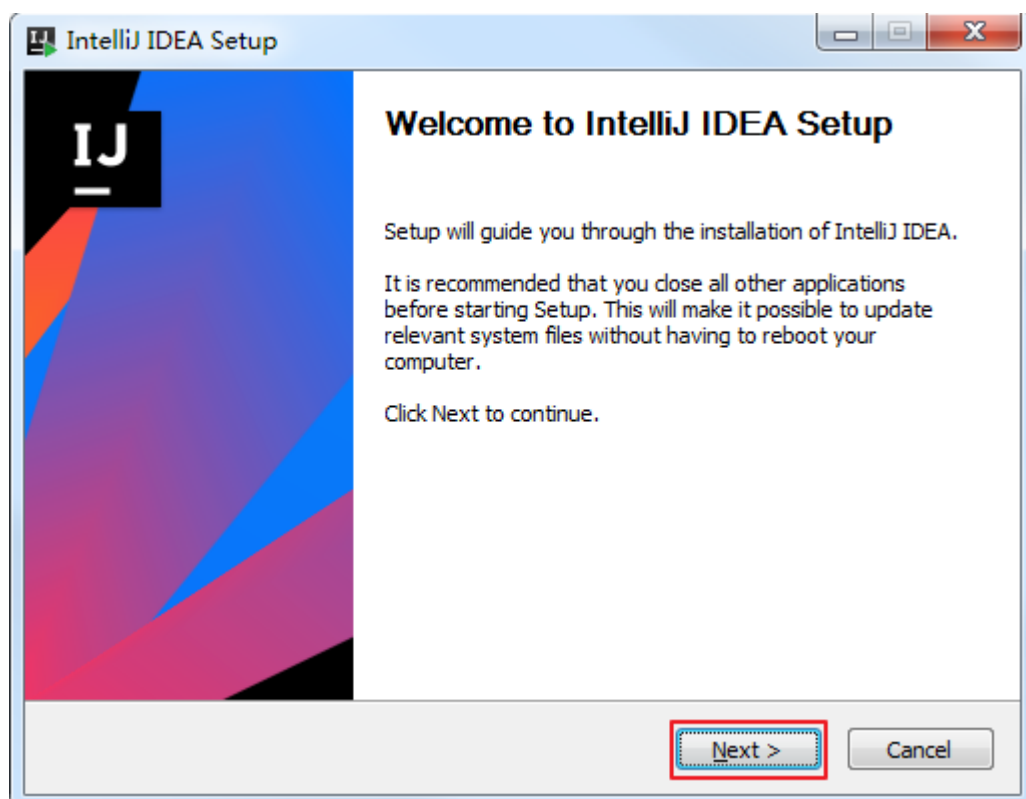 IntelliJ IDEA Setup
IJ
Welcome to IntelliJ IDEA Setup
Setup will guide you through the installation of IntelliJ IDEA.
It is recommended that you close all other applications
before starting Setup. This will make it possible to update
relevant system files without having to reboot your
computer.
Click Next to continue.
Next >
Cancel